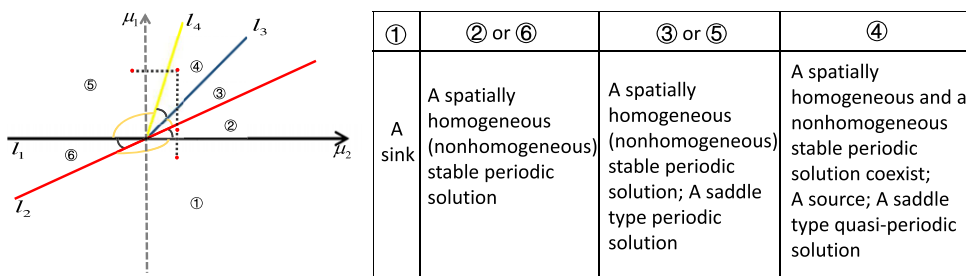 μ₁
l₄
l₃
④
⑤
③
②
l₁
⑥
μ₂
l₂
①
① ② or ⑥ ③ or ⑤ ④
A
sink
A spatially
homogeneous
(nonhomogeneous)
stable periodic
solution
A spatially
homogeneous
(nonhomogeneous)
stable periodic
solution; A saddle
type periodic
solution
A spatially
homogeneous and a
nonhomogeneous
stable periodic
solution coexist;
A source; A saddle
type quasi-periodic
solution